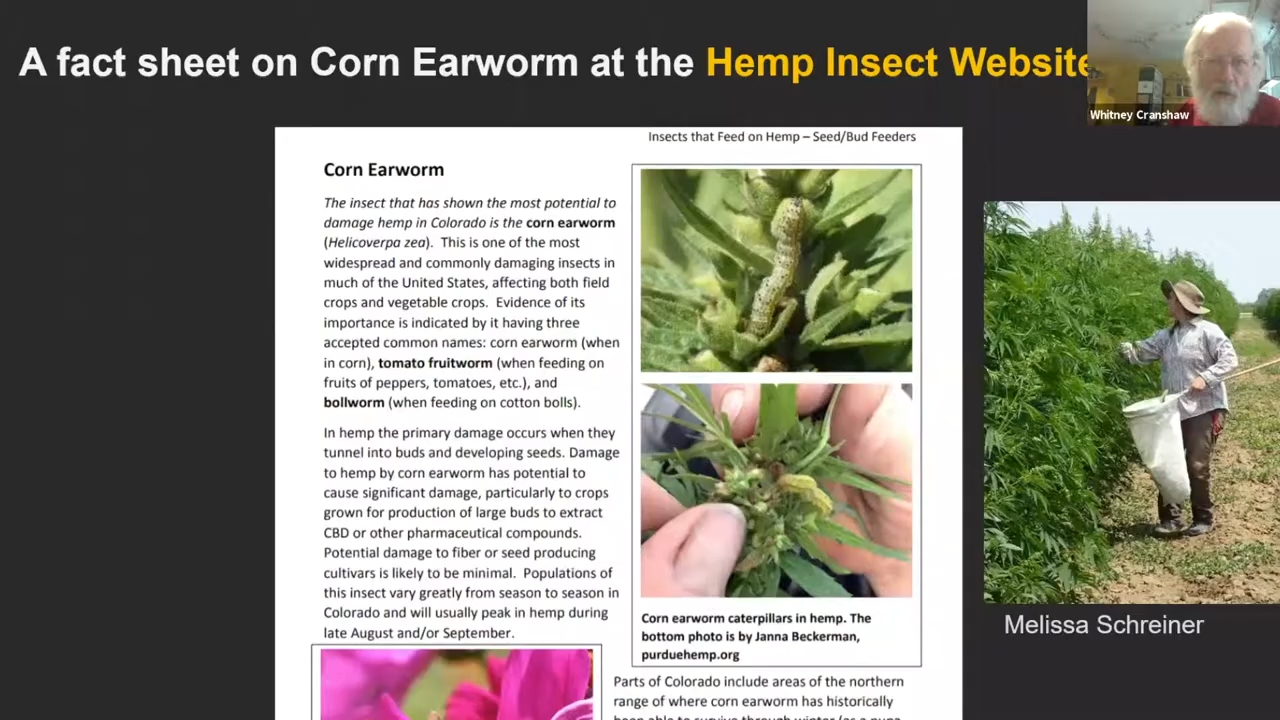 A fact sheet on Corn Earworm at the Hemp Insect Website
Whitney Cranshaw
Insects that Feed on Hemp – Seed/Bud Feeders
Corn Earworm
The insect that has shown the most potential to
damage hemp in Colorado is the corn earworm
(Helicoverpa zea). This is one of the most
widespread and commonly damaging insects in
much of the United States, affecting both field
crops and vegetable crops. Evidence of its
importance is indicated by it having three
accepted common names: corn earworm (when
in corn), tomato fruitworm (when feeding on
fruits of peppers, tomatoes, etc.), and
bollworm (when feeding on cotton bolls).
In hemp the primary damage occurs when they
tunnel into buds and developing seeds. Damage
to hemp by corn earworm has potential to
cause significant damage, particularly to crops
grown for production of large buds to extract
CBD or other pharmaceutical compounds.
Potential damage to fiber or seed producing
cultivars is likely to be minimal. Populations of
this insect vary greatly from season to season in
Colorado and will usually peak in hemp during
late August and/or September.
Corn earworm caterpillars in hemp. The
bottom photo is by Janna Beckerman,
purduehemp.org
Parts of Colorado include areas of the northern
range of where corn earworm has historically
been able to survive through winter (as a pupa
Melissa Schreiner